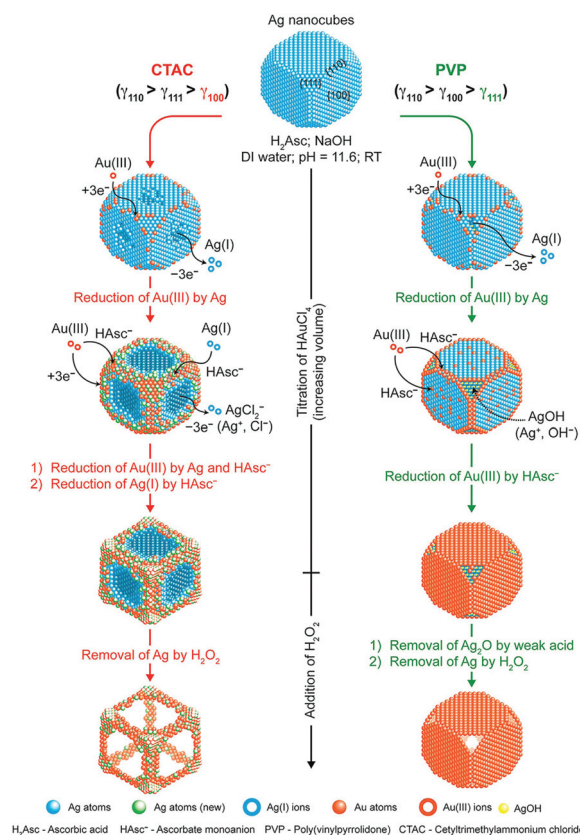 Ag nanocubes
CTAC
(γ110 > γ111 > γ100)
{110}
{111}
{100}
PVP
(γ110 > γ100 > γ111)
H2Asc; NaOH
DI water; pH = 11.6; RT
Au(III)
+3e−
Ag(I)
−3e−
Reduction of Au(III) by Ag
Au(III)
+3e−
Ag(I)
−3e−
Reduction of Au(III) by Ag
Titration of HAuCl4
(increasing volume)
Au(III)
HAsc−
Ag(I)
HAsc−
+3e−
AgCl2−
−3e− (Ag+, Cl−)
1) Reduction of Au(III) by Ag and HAsc−
2) Reduction of Ag(I) by HAsc−
Au(III)
HAsc−
HAsc−
AgOH
(Ag+, OH−)
Reduction of Au(III) by HAsc−
Addition of H2O2
Removal of Ag by H2O2
1) Removal of Ag2O by weak acid
2) Removal of Ag by H2O2
Ag atoms Ag atoms (new) Ag(I) ions Au atoms Au(III) ions AgOH
H2Asc - Ascorbic acid HAsc− - Ascorbate monoanion PVP - Poly(vinylpyrrolidone) CTAC - Cetyltrimethylammonium chloride